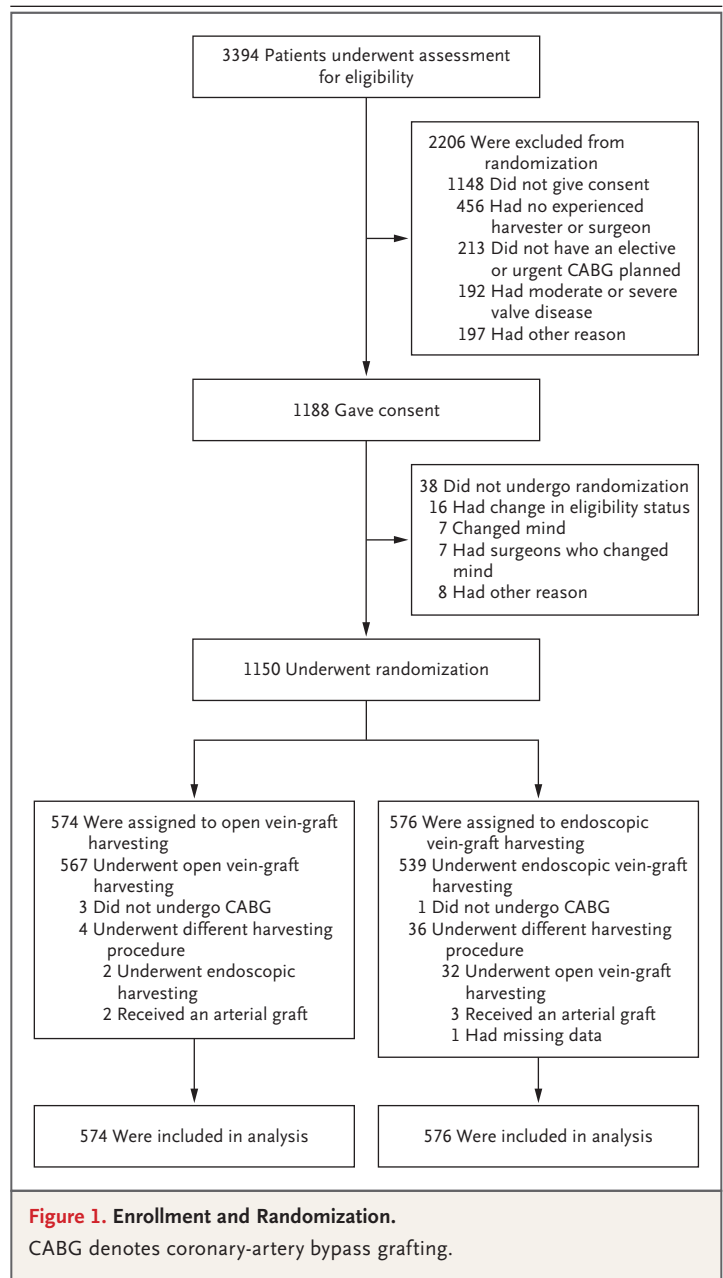 3394 Patients underwent assessment
for eligibility
2206 Were excluded from
randomization
1148 Did not give consent
456 Had no experienced
harvester or surgeon
213 Did not have an elective
or urgent CABG planned
192 Had moderate or severe
valve disease
197 Had other reason
1188 Gave consent
38 Did not undergo randomization
16 Had change in eligibility status
7 Changed mind
7 Had surgeons who changed
mind
8 Had other reason
1150 Underwent randomization
574 Were assigned to open vein-graft
harvesting
567 Underwent open vein-graft
harvesting
3 Did not undergo CABG
4 Underwent different harvesting
procedure
2 Underwent endoscopic
harvesting
2 Received an arterial graft
576 Were assigned to endoscopic
vein-graft harvesting
539 Underwent endoscopic vein-graft
harvesting
1 Did not undergo CABG
36 Underwent different harvesting
procedure
32 Underwent open vein-graft
harvesting
3 Received an arterial graft
1 Had missing data
574 Were included in analysis
576 Were included in analysis
Figure 1. Enrollment and Randomization.
CABG denotes coronary-artery bypass grafting.